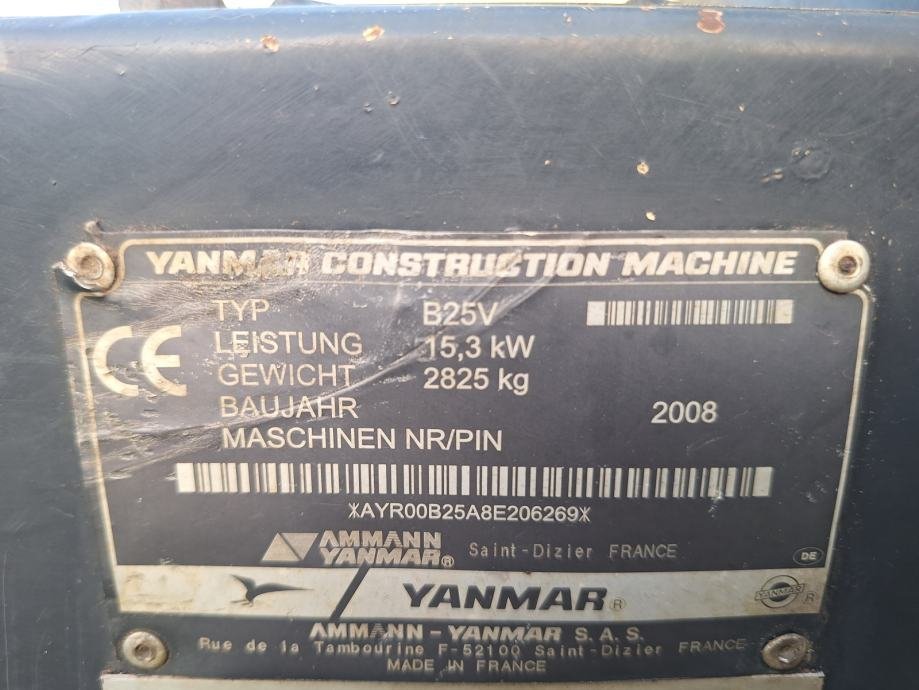 YANMAR CONSTRUCTION MACHINE
TYP B25V
LEISTUNG 15,3 kW
GEWICHT 2825 kg
BAUJAHR 2008
MASCHINEN NR/PIN
*AYR00B25A8E206269*
AMMANN
YANMAR® Saint-Dizier FRANCE
DE
YANMAR®
YANMAR ®
AMMANN - YANMAR S.A.S.
Rue de la Tambourine F-52100 Saint-Dizier FRANCE
MADE IN FRANCE
CE